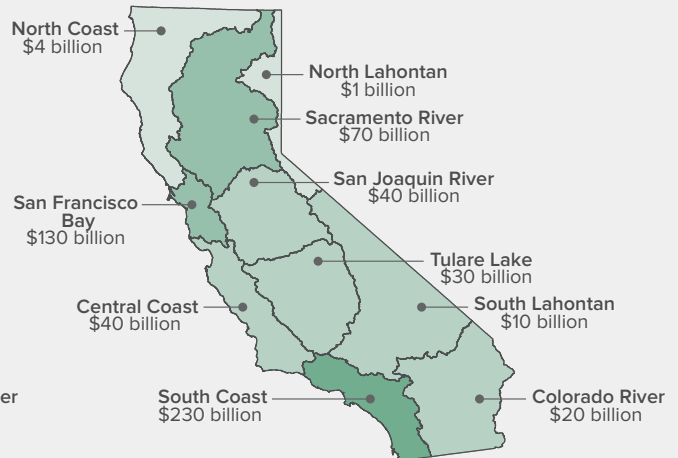 North Coast
$4 billion
North Lahontan
$1 billion
Sacramento River
$70 billion
San Joaquin River
$40 billion
San Francisco
Bay
$130 billion
Tulare Lake
$30 billion
Central Coast
$40 billion
South Lahontan
$10 billion
South Coast
$230 billion
Colorado River
$20 billion
er